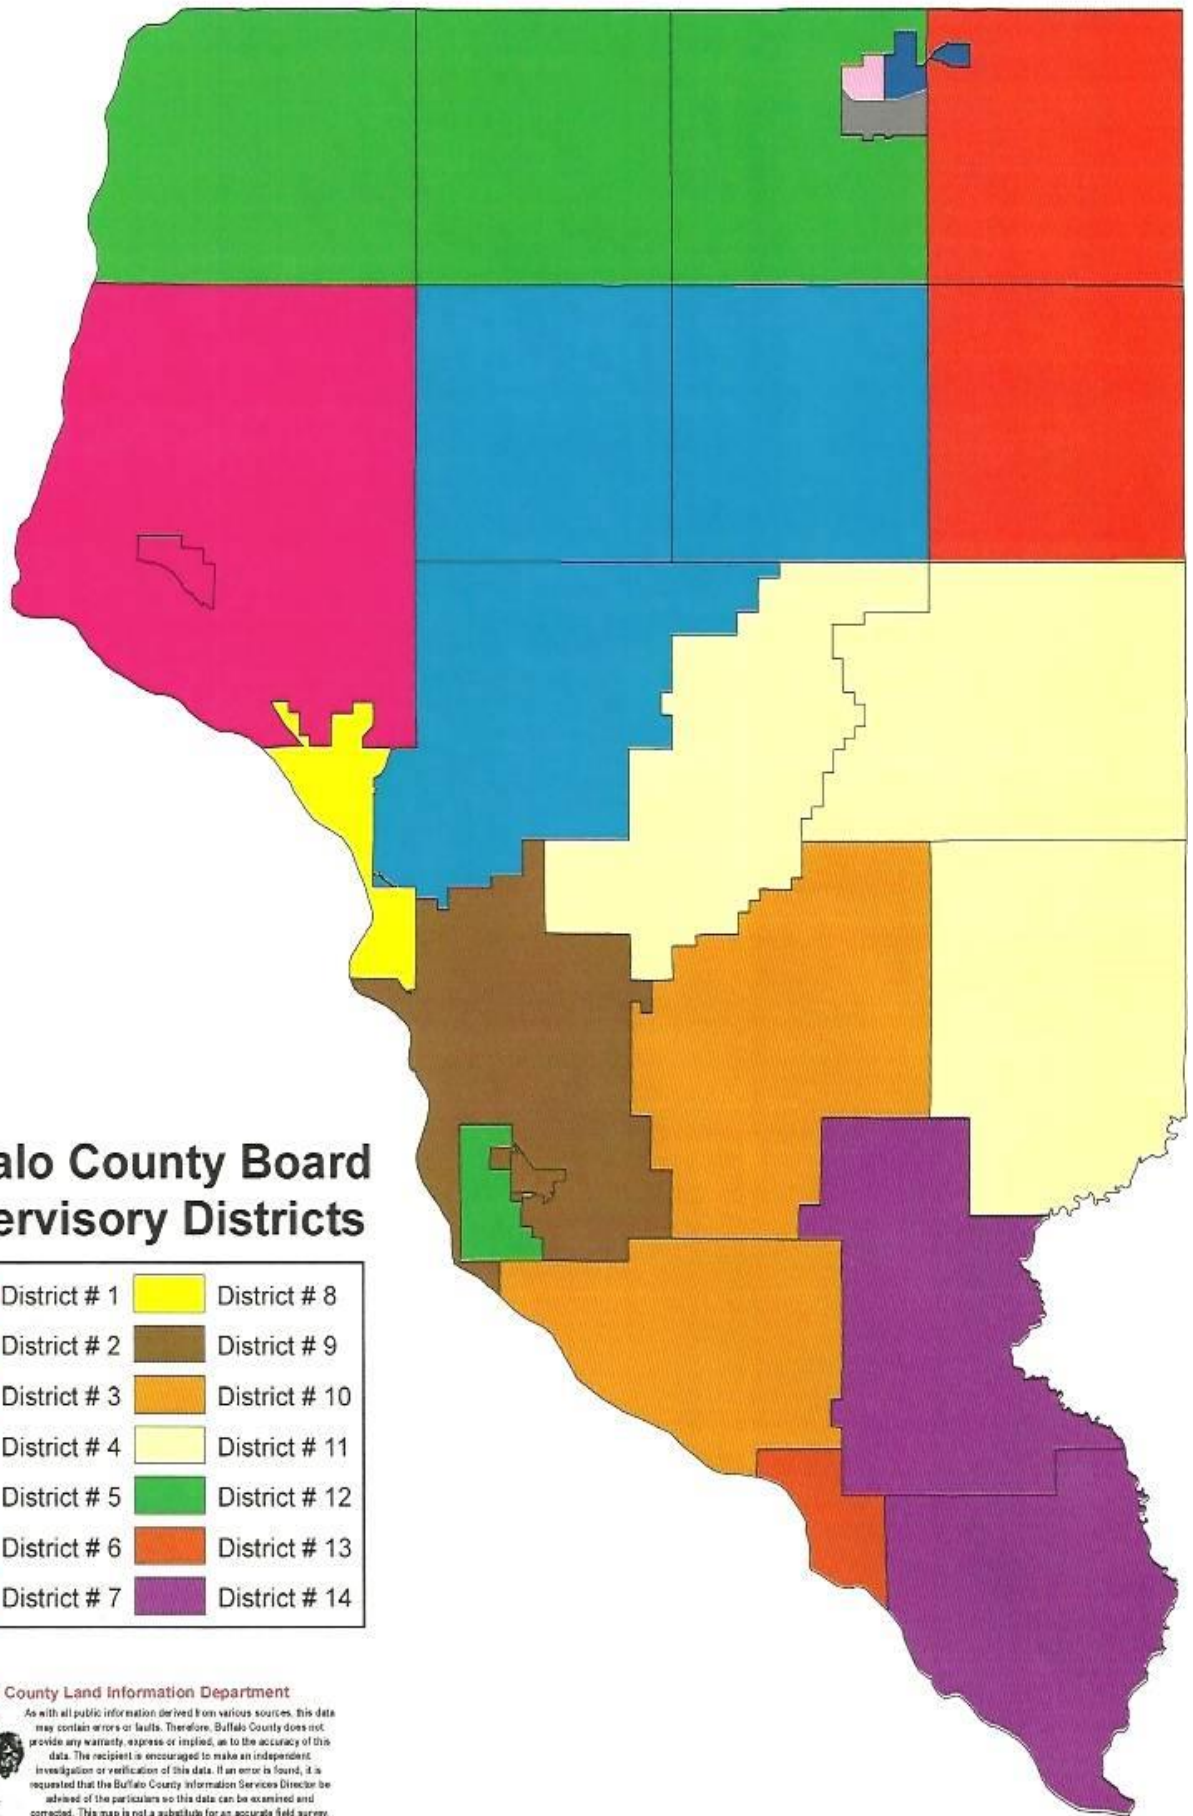 alo County Board
ervisory Districts
District # 1 District # 8
District # 2 District # 9
District # 3 District # 10
District # 4 District # 11
District # 5 District # 12
District # 6 District # 13
District # 7 District # 14
County Land Information Department
As with all public information derived from various sources, this data
may contain errors or faults. Therefore, Buffalo County does not
provide any warranty, express or implied, as to the accuracy of this
data. The recipient is encouraged to make an independent
investigation or verification of this data. If an error is found, it is
requested that the Buffalo County Information Services Director be
advised of the particulars so this data can be examined and
corrected. This map is not a substitute for an accurate field survey.